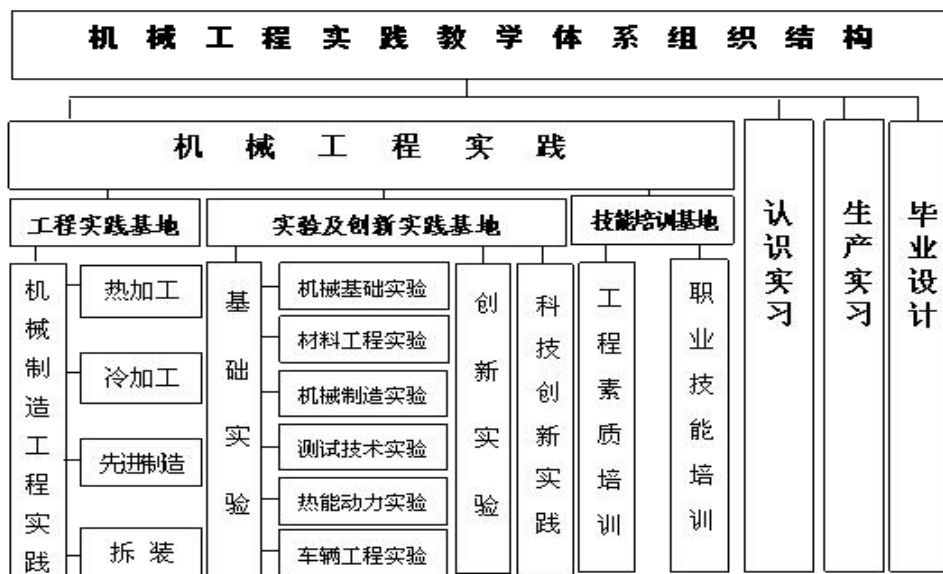 机械工程实践教学体系组织结构
机械工程实践
认识实习
生产实习
毕业设计
工程实践基地
实验及创新实践基地
技能培训基地
机械制造工程实践
热加工
冷加工
先进制造
拆装
基础实验
机械基础实验
材料工程实验
机械制造实验
测试技术实验
热能动力实验
车辆工程实验
创新实验
科技创新实践
工程素质培训
职业技能培训